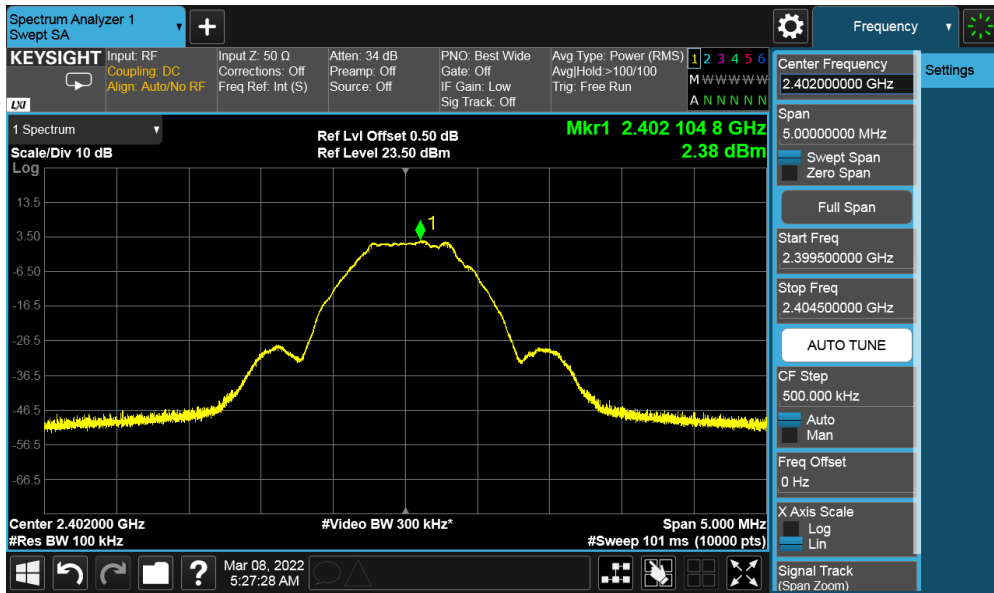 Spectrum Analyzer 1
Swept SA
+
Frequency
KEYSIGHT
LXI
Input: RF
Coupling: DC
Align: Auto/No RF
Input Z: 50 Ω
Corrections: Off
Freq Ref: Int (S)
Atten: 34 dB
Preamp: Off
Source: Off
PNO: Best Wide
Gate: Off
IF Gain: Low
Sig Track: Off
Avg Type: Power (RMS)
Avg|Hold:>100/100
Trig: Free Run
1 2 3 4 5 6
M W W W W W
A N N N N N
1 Spectrum
Scale/Div 10 dB
Log
Ref Lvl Offset 0.50 dB
Ref Level 23.50 dBm
Mkr1 2.402 104 8 GHz
2.38 dBm
1
13.5
3.50
-6.50
-16.5
-26.5
-36.5
-46.5
-56.5
-66.5
Center 2.402000 GHz
#Res BW 100 kHz
#Video BW 300 kHz*
Span 5.000 MHz
#Sweep 101 ms (10000 pts)
Center Frequency
2.402000000 GHz
Settings
Span
5.00000000 MHz
Swept Span
Zero Span
Full Span
Start Freq
2.399500000 GHz
Stop Freq
2.404500000 GHz
AUTO TUNE
CF Step
500.000 kHz
Auto
Man
Freq Offset
0 Hz
X Axis Scale
Log
Lin
Signal Track
(Span Zoom)
?
Mar 08, 2022
5:27:28 AM